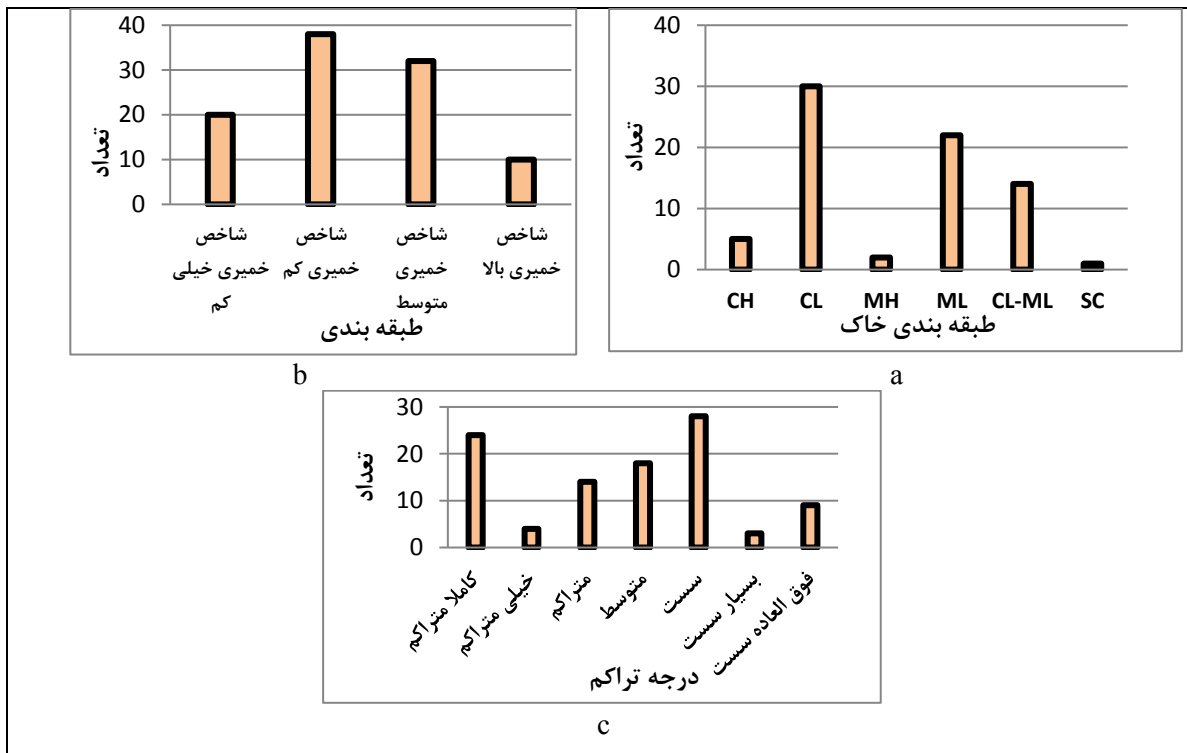 40
30
20
10
0
تعداد
شاخص
خمیری خیلی
کم
شاخص
خمیری کم
شاخص
خمیری
متوسط
شاخص
خمیری بالا
طبقه بندی
b
40
30
20
10
0
تعداد
CH CL MH ML CL-ML SC
طبقه بندی خاک
a
30
20
10
0
تعداد
کاملا متراکم
خیلی متراکم
متراکم
متوسط
سست
بسیار سست
فوق العاده سست
درجه تراکم
c